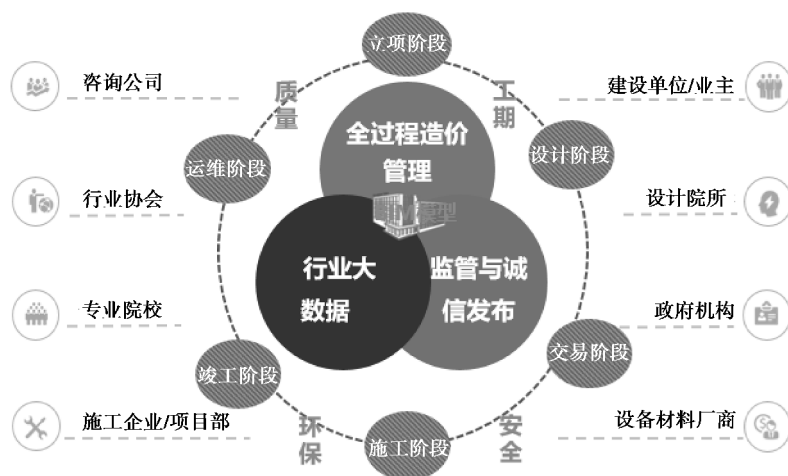 立项阶段
咨询公司
质量
工期
建设单位/业主
全过程造价
管理
运维阶段
设计阶段
行业协会
设计院所
模型
行业大
数据
监管与诚
信发布
专业院校
政府机构
竣工阶段
交易阶段
施工企业/项目部
环保
施工阶段
安全
设备材料厂商